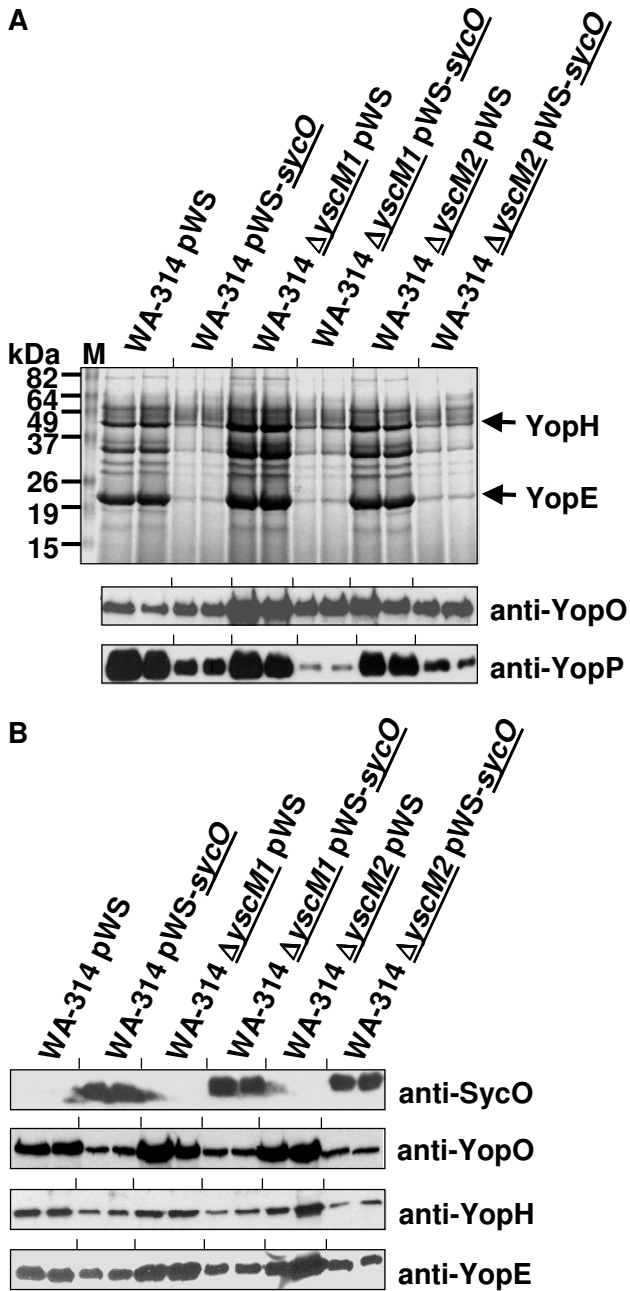 A
WA-314 pWS
WA-314 pWS-sycO
WA-314 ΔyscM1 pWS
WA-314 ΔyscM1 pWS-sycO
WA-314 ΔyscM2 pWS
WA-314 ΔyscM2 pWS-sycO
kDa M
82
64
49
37
26
19
15
YopH
YopE
anti-YopO
anti-YopP
B
WA-314 pWS
WA-314 pWS-sycO
WA-314 ΔyscM1 pWS
WA-314 ΔyscM1 pWS-sycO
WA-314 ΔyscM2 pWS
WA-314 ΔyscM2 pWS-sycO
anti-SycO
anti-YopO
anti-YopH
anti-YopE